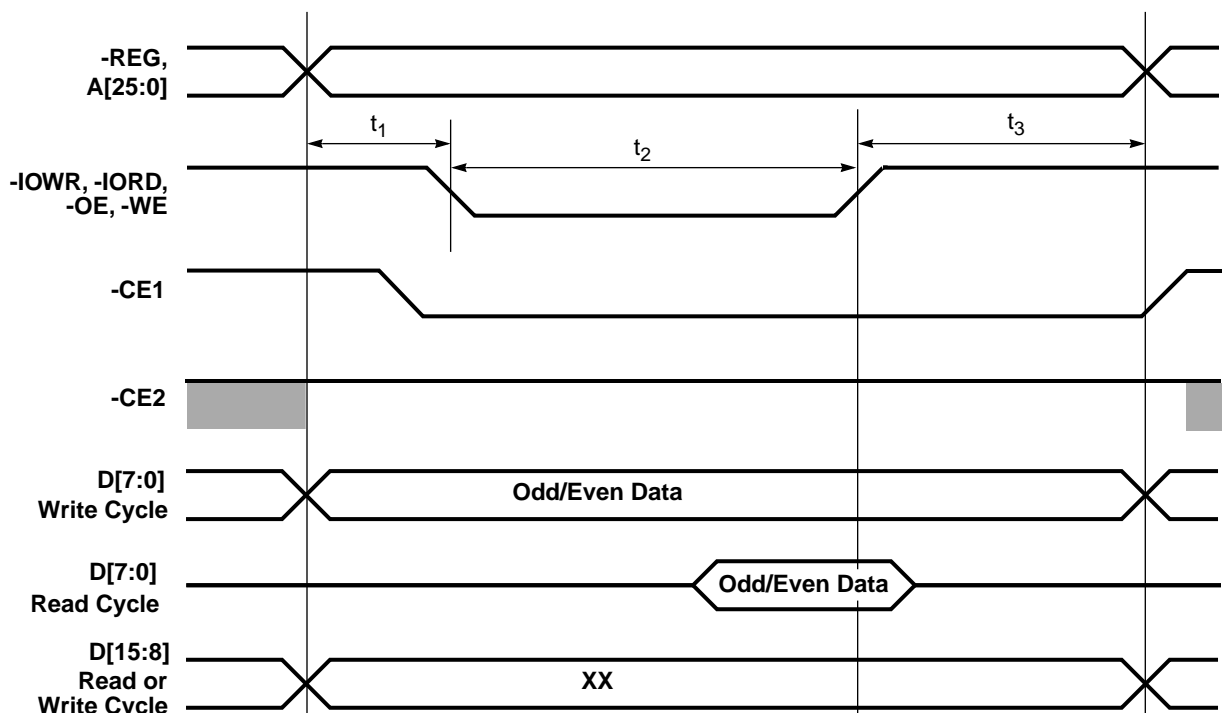 -REG,
A[25:0]
t1
t2
t3
-IOWR, -IORD,
-OE, -WE
-CE1
-CE2
D[7:0]
Write Cycle
Odd/Even Data
D[7:0]
Read Cycle
Odd/Even Data
D[15:8]
Read or
Write Cycle
XX